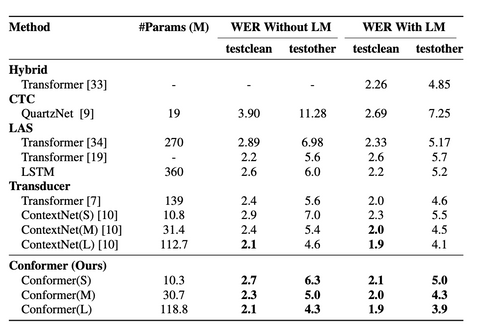 Method #Params (M) WER Without LM WER With LM
testclean testother testclean testother
Hybrid
Transformer [33] - - - 2.26 4.85
CTC
QuartzNet [9] 19 3.90 11.28 2.69 7.25
LAS
Transformer [34] 270 2.89 6.98 2.33 5.17
Transformer [19] - 2.2 5.6 2.6 5.7
LSTM 360 2.6 6.0 2.2 5.2
Transducer
Transformer [7] 139 2.4 5.6 2.0 4.6
ContextNet(S) [10] 10.8 2.9 7.0 2.3 5.5
ContextNet(M) [10] 31.4 2.4 5.4 2.0 4.5
ContextNet(L) [10] 112.7 2.1 4.6 1.9 4.1
Conformer (Ours)
Conformer(S) 10.3 2.7 6.3 2.1 5.0
Conformer(M) 30.7 2.3 5.0 2.0 4.3
Conformer(L) 118.8 2.1 4.3 1.9 3.9